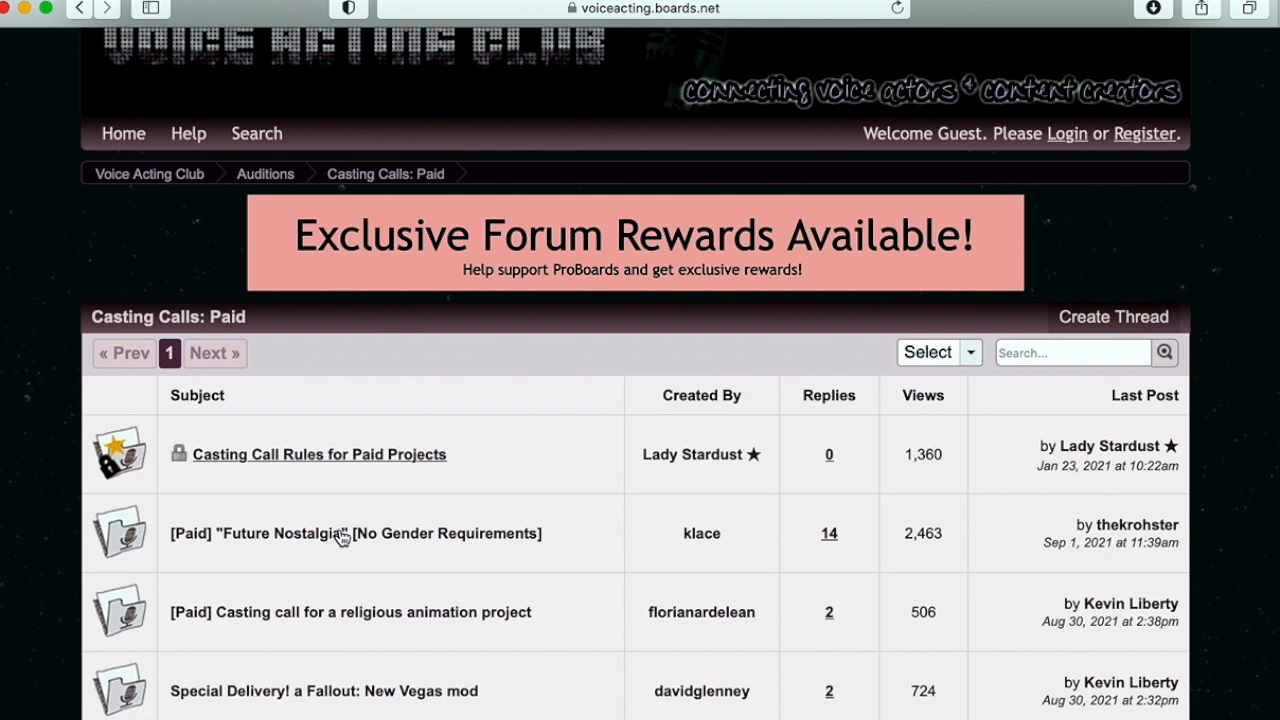 voiceacting.boards.net
VOICE ACTING CLUB
connecting voice actors & content creators
Home Help Search Welcome Guest. Please Login or Register.
Voice Acting Club Auditions Casting Calls: Paid
Exclusive Forum Rewards Available!
Help support ProBoards and get exclusive rewards!
Casting Calls: Paid Create Thread
« Prev 1 Next » Select Search...
Subject Created By Replies Views Last Post
Casting Call Rules for Paid Projects Lady Stardust ★ 0 1,360 by Lady Stardust ★
Jan 23, 2021 at 10:22am
[Paid] "Future Nostalgia" [No Gender Requirements] klace 14 2,463 by thekrohster
Sep 1, 2021 at 11:39am
[Paid] Casting call for a religious animation project florianardelean 2 506 by Kevin Liberty
Aug 30, 2021 at 2:38pm
Special Delivery! a Fallout: New Vegas mod davidglenney 2 724 by Kevin Liberty
Aug 30, 2021 at 2:32pm